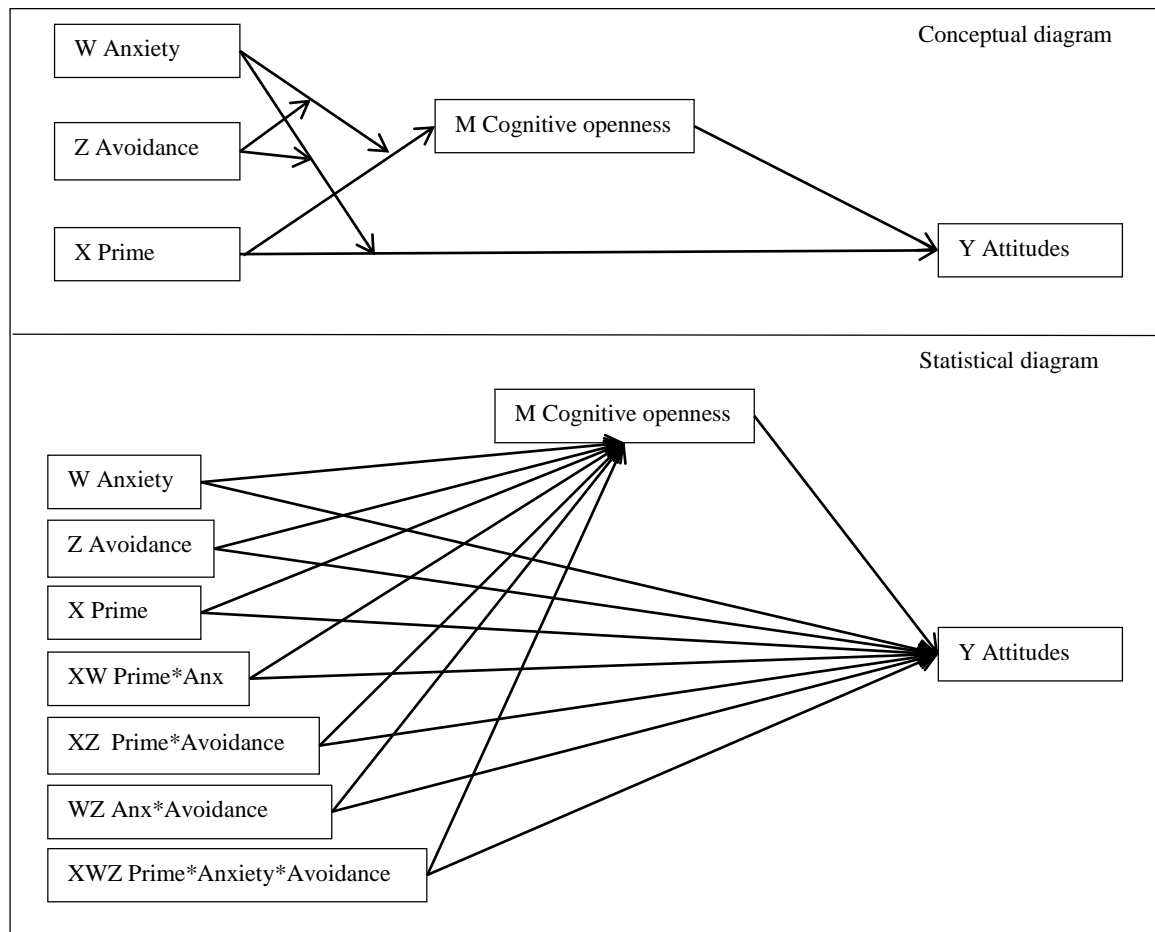 Conceptual diagram
W Anxiety
M Cognitive openness
Z Avoidance
X Prime
Y Attitudes
Statistical diagram
M Cognitive openness
W Anxiety
Z Avoidance
X Prime
Y Attitudes
XW Prime*Anx
XZ  Prime*Avoidance
WZ Anx*Avoidance
XWZ Prime*Anxiety*Avoidance